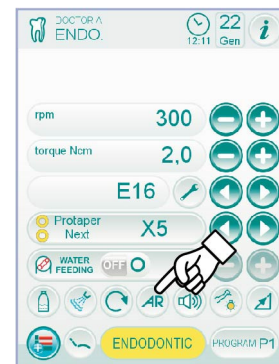 DOCTOR A
ENDO.
12:11
22
Gen
i
rpm
300
torque Ncm
2,0
E16
Protaper
Next
X5
WATER
FEEDING
OFF
AR
ENDODONTIC
PROGRAM P1